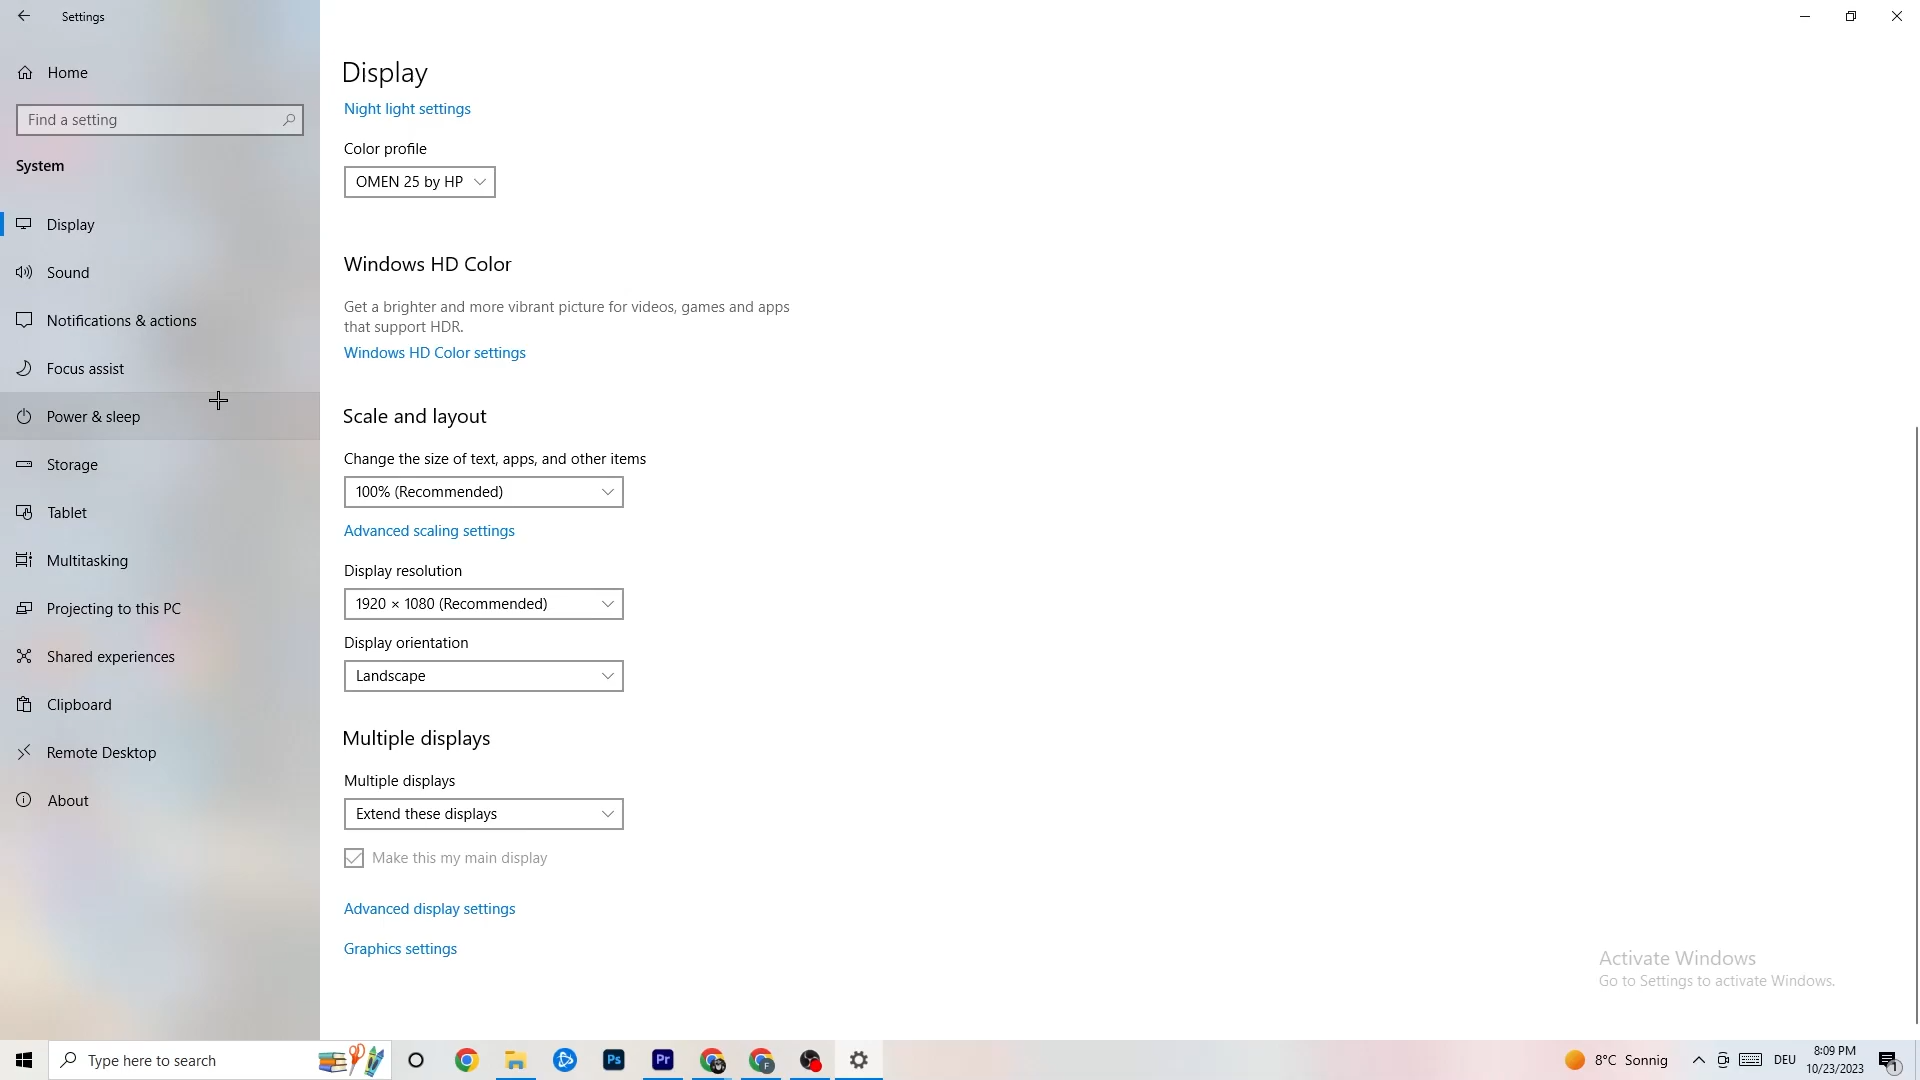 Settings
Home
Find a setting
System
Display
Sound
Notifications & actions
Focus assist
Power & sleep
Storage
Tablet
Multitasking
Projecting to this PC
Shared experiences
Clipboard
Remote Desktop
About
Display
Night light settings
Color profile
OMEN 25 by HP
Windows HD Color
Get a brighter and more vibrant picture for videos, games and apps
that support HDR.
Windows HD Color settings
Scale and layout
Change the size of text, apps, and other items
100% (Recommended)
Advanced scaling settings
Display resolution
1920 × 1080 (Recommended)
Display orientation
Landscape
Multiple displays
Multiple displays
Extend these displays
Make this my main display
Advanced display settings
Graphics settings
Activate Windows
Go to Settings to activate Windows.
Type here to search
Ps
Pr
F
8°C Sonnig
DEU
8:09 PM
10/23/2023
1